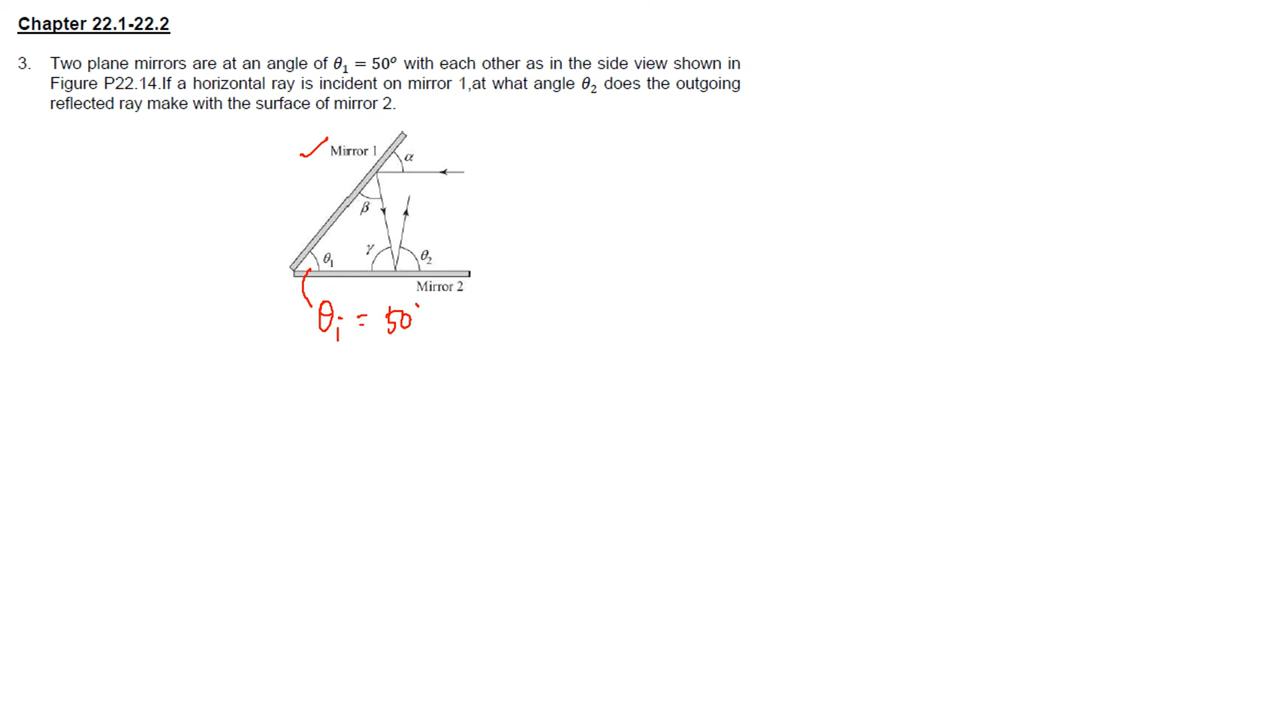 Chapter 22.1-22.2
3. Two plane mirrors are at an angle of θ₁ = 50° with each other as in the side view shown in
Figure P22.14.If a horizontal ray is incident on mirror 1,at what angle θ₂ does the outgoing
reflected ray make with the surface of mirror 2.
Mirror 1
α
β
γ
θ₁
θ₂
Mirror 2
θ₁ = 50°